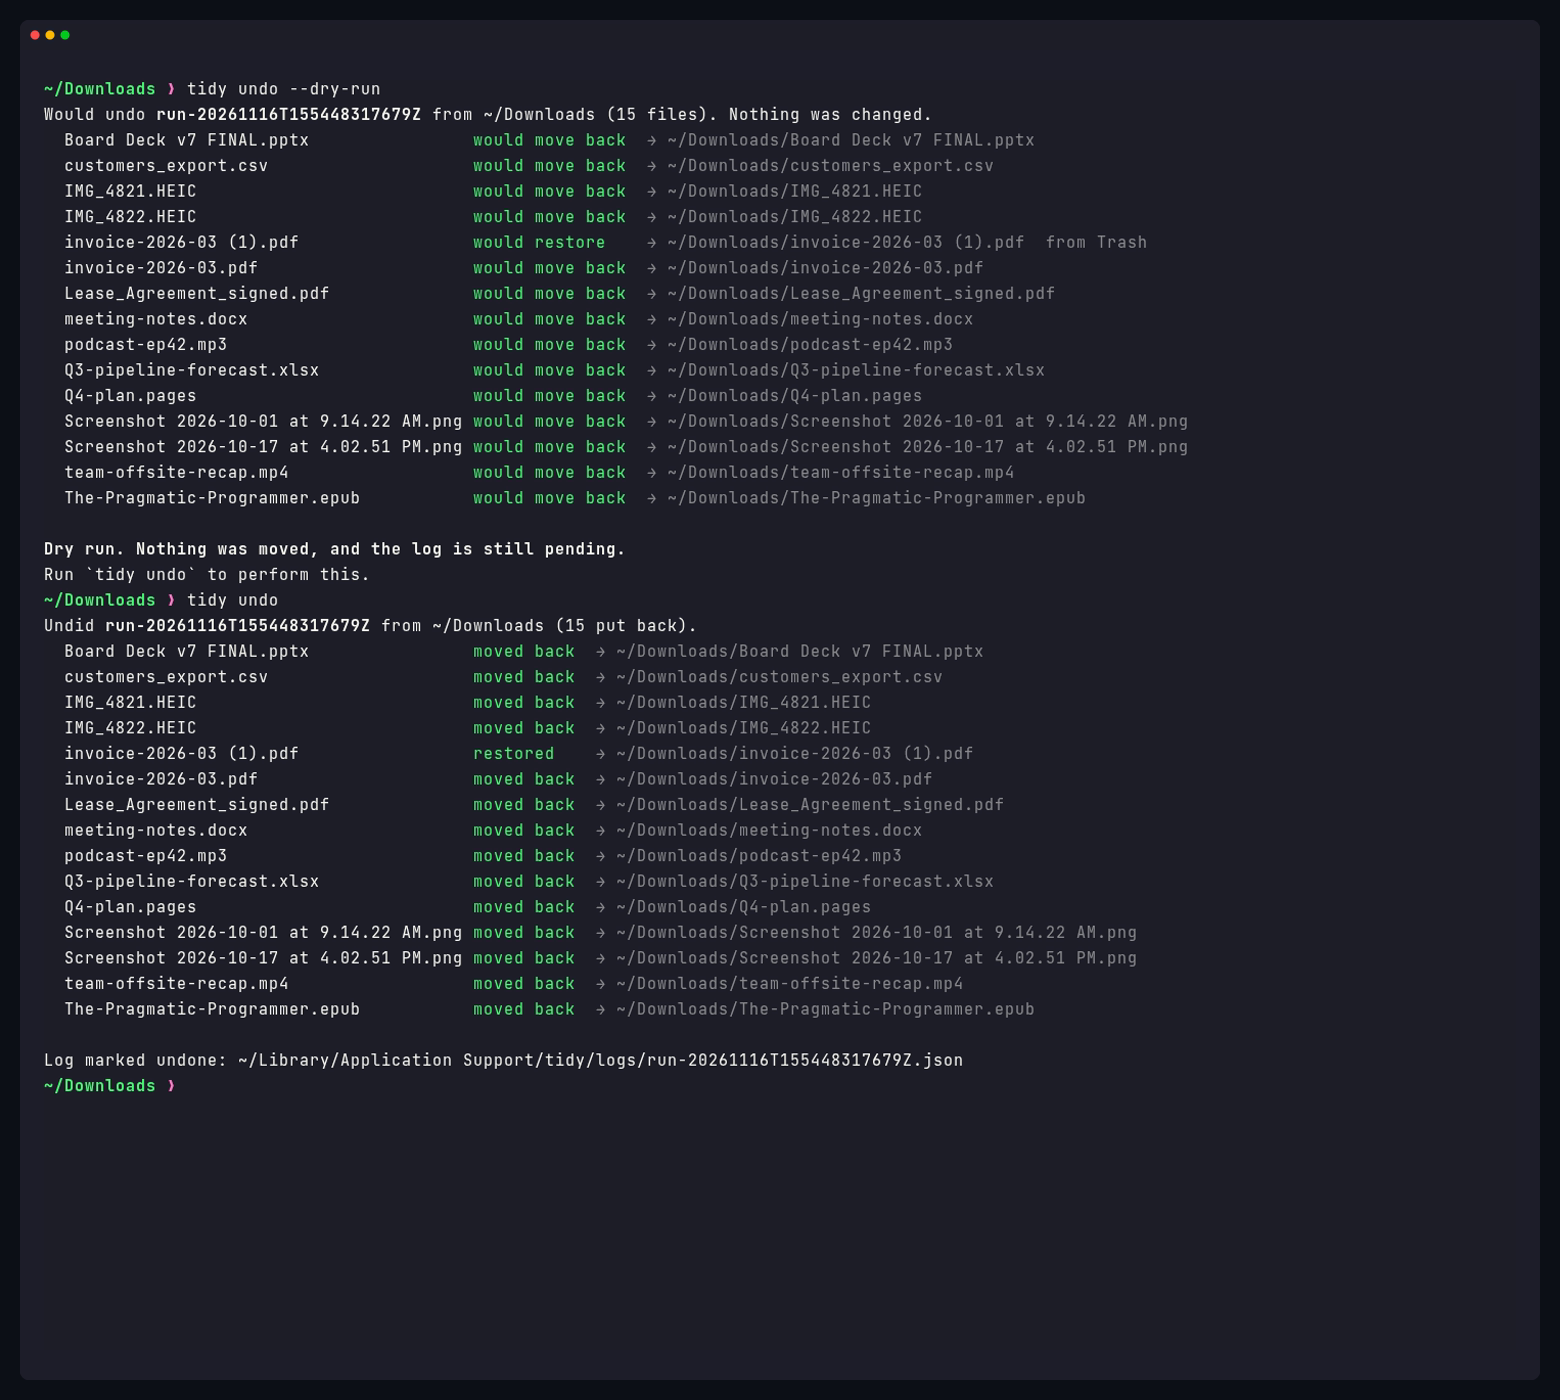 ~/Downloads ❯ tidy undo --dry-run
Would undo run-20261116T155448317679Z from ~/Downloads (15 files). Nothing was changed.
Board Deck v7 FINAL.pptx would move back → ~/Downloads/Board Deck v7 FINAL.pptx
customers_export.csv would move back → ~/Downloads/customers_export.csv
IMG_4821.HEIC would move back → ~/Downloads/IMG_4821.HEIC
IMG_4822.HEIC would move back → ~/Downloads/IMG_4822.HEIC
invoice-2026-03 (1).pdf would restore → ~/Downloads/invoice-2026-03 (1).pdf from Trash
invoice-2026-03.pdf would move back → ~/Downloads/invoice-2026-03.pdf
Lease_Agreement_signed.pdf would move back → ~/Downloads/Lease_Agreement_signed.pdf
meeting-notes.docx would move back → ~/Downloads/meeting-notes.docx
podcast-ep42.mp3 would move back → ~/Downloads/podcast-ep42.mp3
Q3-pipeline-forecast.xlsx would move back → ~/Downloads/Q3-pipeline-forecast.xlsx
Q4-plan.pages would move back → ~/Downloads/Q4-plan.pages
Screenshot 2026-10-01 at 9.14.22 AM.png would move back → ~/Downloads/Screenshot 2026-10-01 at 9.14.22 AM.png
Screenshot 2026-10-17 at 4.02.51 PM.png would move back → ~/Downloads/Screenshot 2026-10-17 at 4.02.51 PM.png
team-offsite-recap.mp4 would move back → ~/Downloads/team-offsite-recap.mp4
The-Pragmatic-Programmer.epub would move back → ~/Downloads/The-Pragmatic-Programmer.epub
Dry run. Nothing was moved, and the log is still pending.
Run `tidy undo` to perform this.
~/Downloads ❯ tidy undo
Undid run-20261116T155448317679Z from ~/Downloads (15 put back).
Board Deck v7 FINAL.pptx moved back → ~/Downloads/Board Deck v7 FINAL.pptx
customers_export.csv moved back → ~/Downloads/customers_export.csv
IMG_4821.HEIC moved back → ~/Downloads/IMG_4821.HEIC
IMG_4822.HEIC moved back → ~/Downloads/IMG_4822.HEIC
invoice-2026-03 (1).pdf restored → ~/Downloads/invoice-2026-03 (1).pdf
invoice-2026-03.pdf moved back → ~/Downloads/invoice-2026-03.pdf
Lease_Agreement_signed.pdf moved back → ~/Downloads/Lease_Agreement_signed.pdf
meeting-notes.docx moved back → ~/Downloads/meeting-notes.docx
podcast-ep42.mp3 moved back → ~/Downloads/podcast-ep42.mp3
Q3-pipeline-forecast.xlsx moved back → ~/Downloads/Q3-pipeline-forecast.xlsx
Q4-plan.pages moved back → ~/Downloads/Q4-plan.pages
Screenshot 2026-10-01 at 9.14.22 AM.png moved back → ~/Downloads/Screenshot 2026-10-01 at 9.14.22 AM.png
Screenshot 2026-10-17 at 4.02.51 PM.png moved back → ~/Downloads/Screenshot 2026-10-17 at 4.02.51 PM.png
team-offsite-recap.mp4 moved back → ~/Downloads/team-offsite-recap.mp4
The-Pragmatic-Programmer.epub moved back → ~/Downloads/The-Pragmatic-Programmer.epub
Log marked undone: ~/Library/Application Support/tidy/logs/run-20261116T155448317679Z.json
~/Downloads ❯